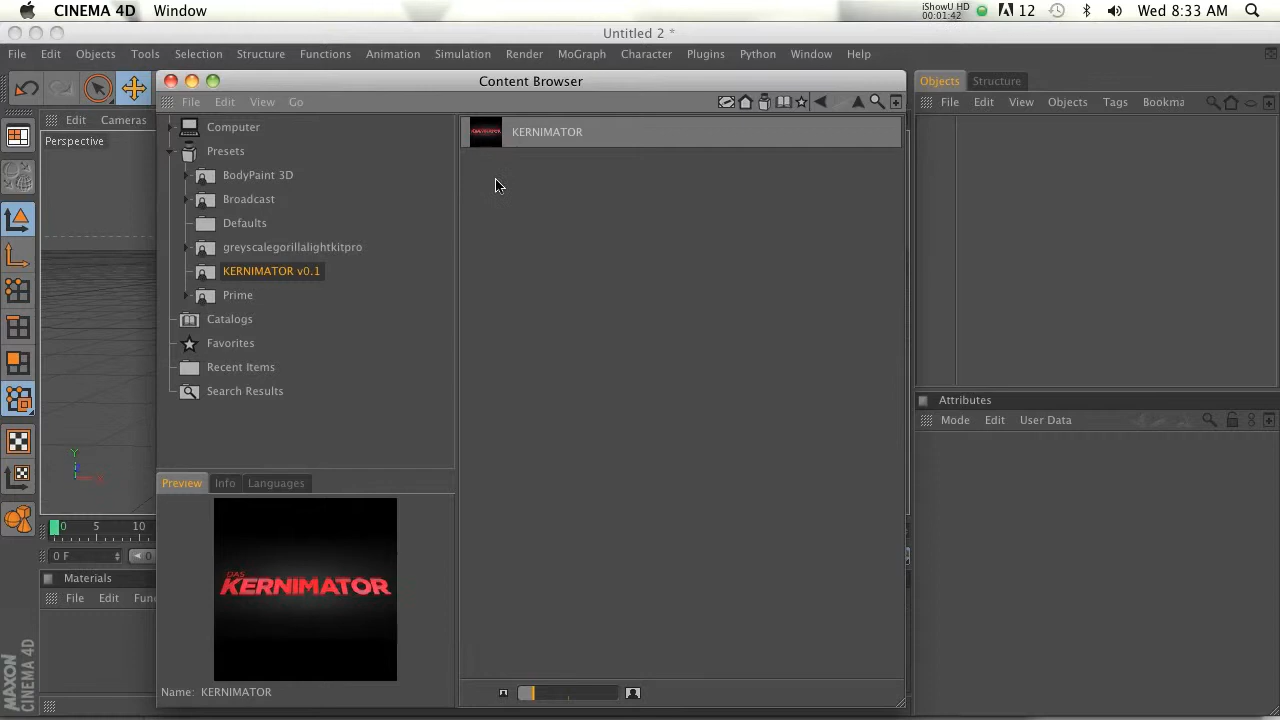 CINEMA 4D Window
iShowU HD
00:01:42
12
Wed 8:33 AM
Untitled 2 *
File Edit Objects Tools Selection Structure Functions Animation Simulation Render MoGraph Character Plugins Python Window Help
Content Browser
Objects Structure
File Edit View Go
File Edit View Objects Tags Bookma
Edit Cameras
Perspective
Computer
Presets
BodyPaint 3D
Broadcast
Defaults
greyscalegorillalightkitpro
KERNIMATOR v0.1
Prime
Catalogs
Favorites
Recent Items
Search Results
KERNIMATOR
Attributes
Mode Edit User Data
Y
Preview Info Languages
0 5 10
0 F
0
Materials
File Edit Fun
DAS
KERNIMATOR
Name: KERNIMATOR
MAXON
CINEMA 4D